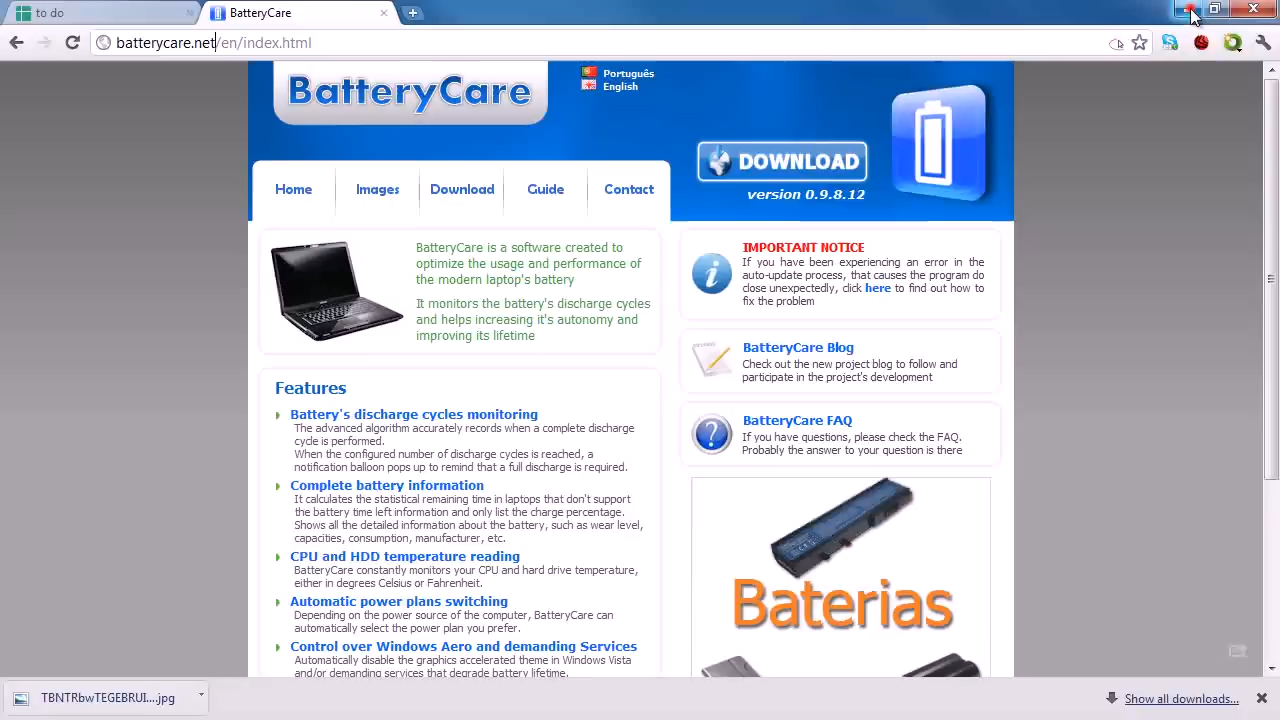 to do
BatteryCare
batterycare.net/en/index.html
BatteryCare
Português
English
DOWNLOAD
version 0.9.8.12
Home
Images
Download
Guide
Contact
BatteryCare is a software created to
optimize the usage and performance of
the modern laptop's battery
It monitors the battery's discharge cycles
and helps increasing it's autonomy and
improving its lifetime
IMPORTANT NOTICE
If you have been experiencing an error in the
auto-update process, that causes the program do
close unexpectedly, click here to find out how to
fix the problem
BatteryCare Blog
Check out the new project blog to follow and
participate in the project's development
BatteryCare FAQ
If you have questions, please check the FAQ.
Probably the answer to your question is there
Features
Battery's discharge cycles monitoring
The advanced algorithm accurately records when a complete discharge
cycle is performed.
When the configured number of discharge cycles is reached, a
notification balloon pops up to remind that a full discharge is required.
Complete battery information
It calculates the statistical remaining time in laptops that don't support
the battery time left information and only list the charge percentage.
Shows all the detailed information about the battery, such as wear level,
capacities, consumption, manufacturer, etc.
CPU and HDD temperature reading
BatteryCare constantly monitors your CPU and hard drive temperature,
either in degrees Celsius or Fahrenheit.
Automatic power plans switching
Depending on the power source of the computer, BatteryCare can
automatically select the power plan you prefer.
Control over Windows Aero and demanding Services
Automatically disable the graphics accelerated theme in Windows Vista
and/or demanding services that degrade battery lifetime.
Baterias
TBNTRbwTEGEBRUI....jpg
Show all downloads...